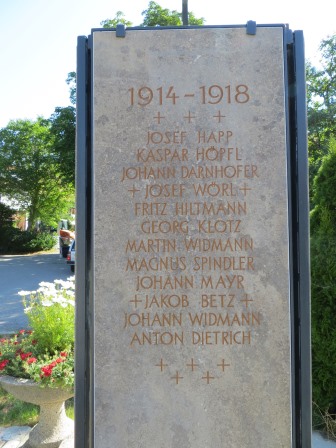 1914 - 1918
+ + +
JOSEF HAPP
KASPAR HÖPFL
JOHANN DARNHOFER
+ JOSEF WÖRL +
FRITZ HILTMANN
GEORG KLOTZ
MARTIN WIDMANN
MAGNUS SPINDLER
JOHANN MAYR
+ JAKOB BETZ +
JOHANN WIDMANN
ANTON DIETRICH
+ + +
+ +